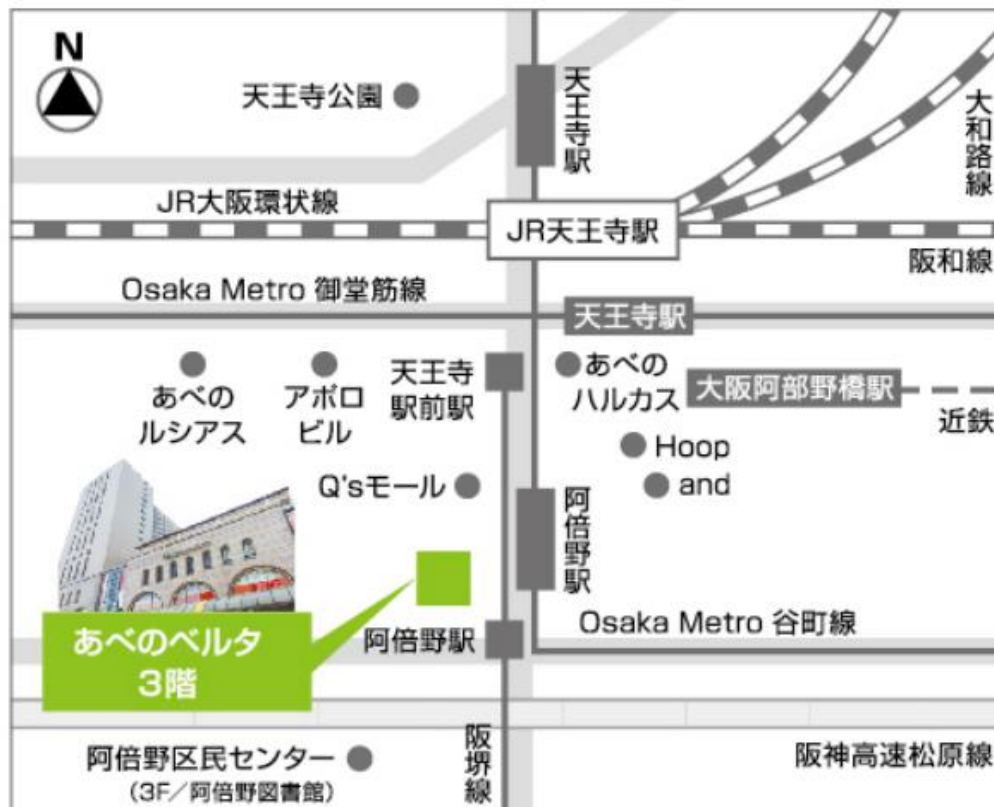 N
天王寺公園
天王寺駅
大和路線
JR大阪環状線
JR天王寺駅
阪和線
Osaka Metro 御堂筋線
天王寺駅
あべの
ルシアス
アポロ
ビル
天王寺
駅前駅
あべの
ハルカス
大阪阿部野橋駅
近鉄
Hoop
and
Q'sモール
阿倍野駅
あべのベルタ
3階
阿倍野駅
Osaka Metro 谷町線
阪神高速松原線
阪堺線
阿倍野区民センター
(3F/阿倍野図書館)